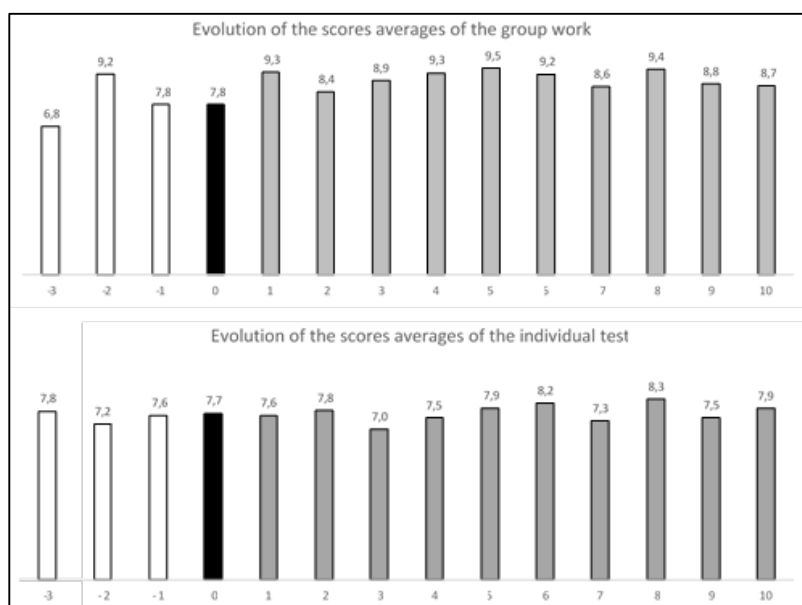 Evolution of the scores averages of the group work
6,8 9,2 7,8 7,8 9,3 8,4 8,9 9,3 9,5 9,2 8,6 9,4 8,8 8,7
-3 -2 -1 0 1 2 3 4 5 6 7 8 9 10
Evolution of the scores averages of the individual test
7,8 7,2 7,6 7,7 7,6 7,8 7,0 7,5 7,9 8,2 7,3 8,3 7,5 7,9
-3 -2 -1 0 1 2 3 4 5 6 7 8 9 10